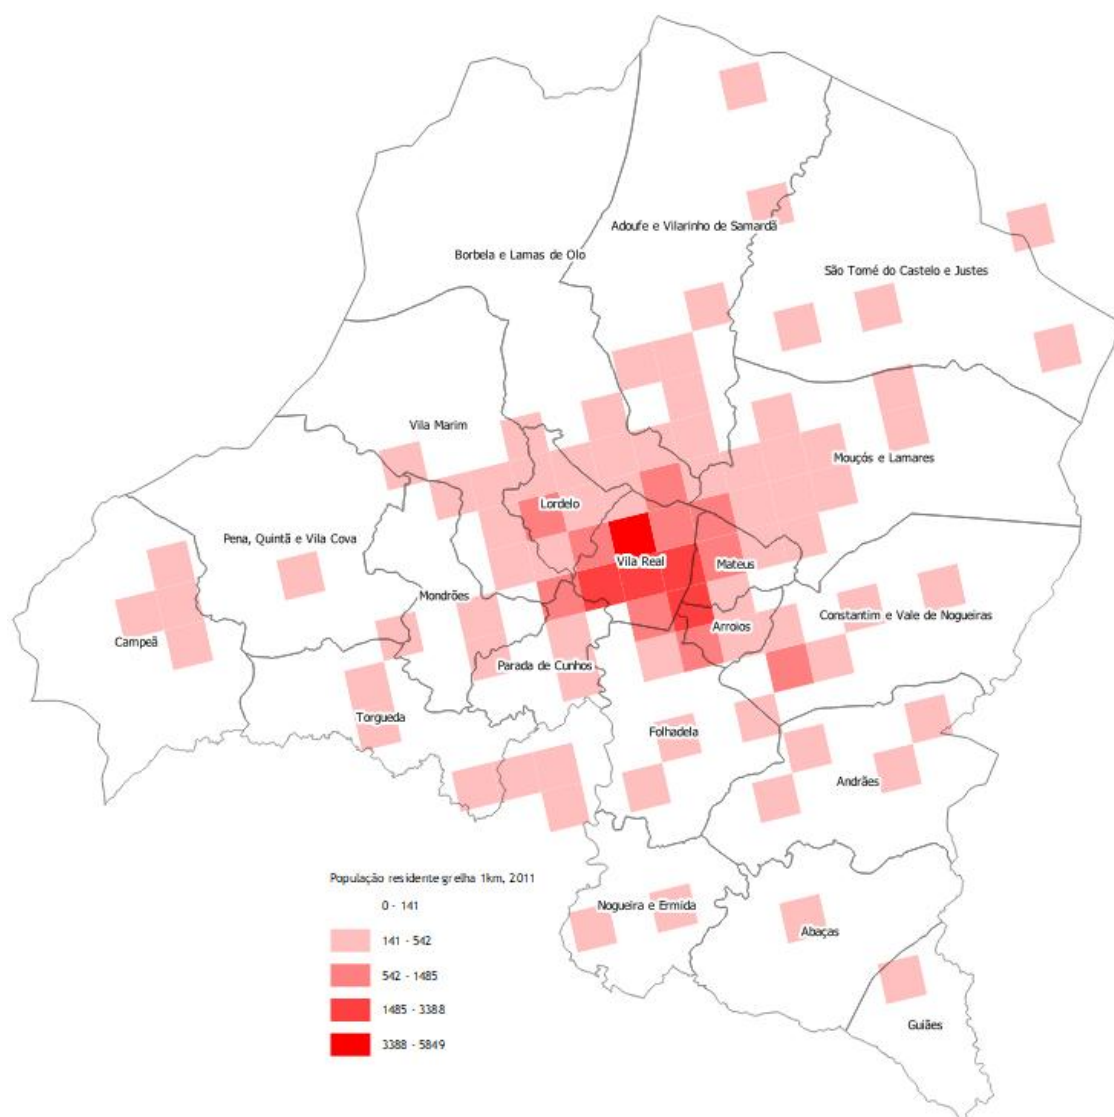 Adoufe e Vilarinho de Samardã
Borbela e Lamas de Olo
São Tomé do Castelo e Justes
Vila Marim
Mouçós e Lamares
Lordelo
Pena, Quintã e Vila Cova
Vila Real
Mateus
Mondrões
Constantim e Vale de Nogueiras
Arroios
Campeã
Parada de Cunhos
Torgueda
Folhadela
Andrães
População residente grelha 1km, 2011
0 - 141
141 - 542
542 - 1485
1485 - 3388
3388 - 5849
Nogueira e Ermida
Abaças
Guiães